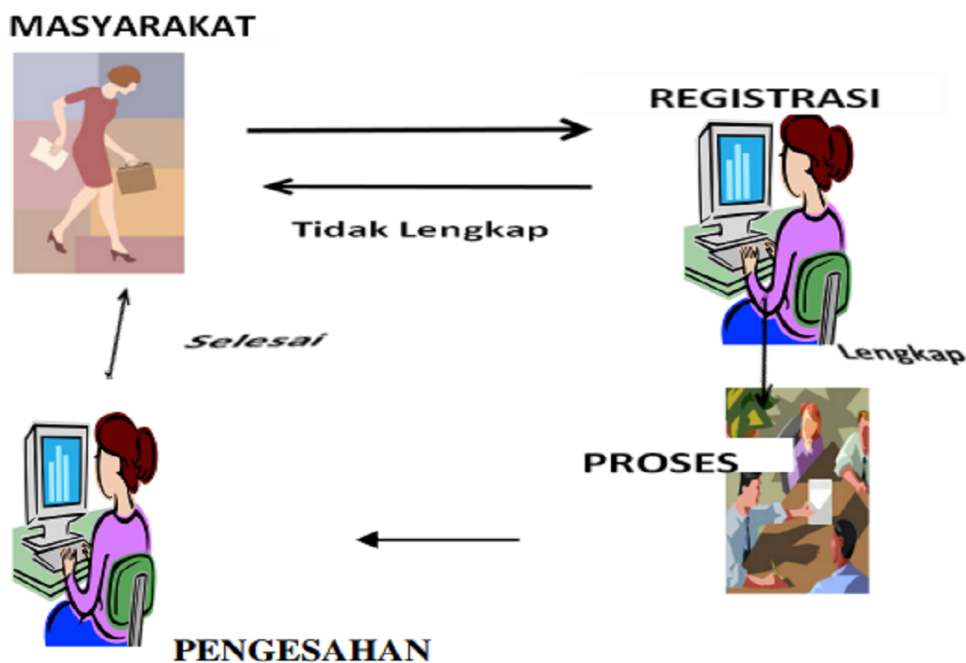 MASYARAKAT
REGISTRASI
Tidak Lengkap
Selesai
Lengkap
PROSES
PENGESAHAN